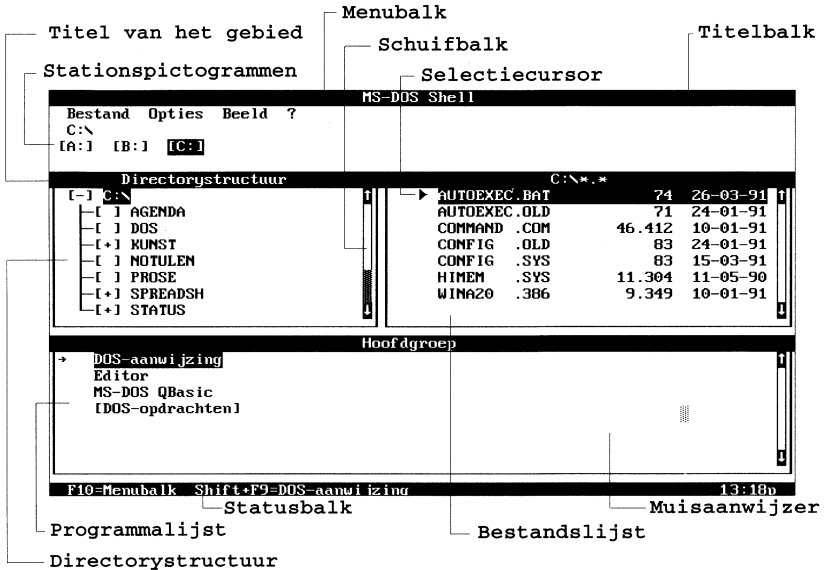 Menubalk
Titel van het gebied
Titelbalk
Schuifbalk
Stationspictogrammen
Selectiecursor
MS-DOS Shell
Bestand Opties Beeld ?
C:\
[A:] [B:] [C:]
Directorystructuur
[-] C:\
[ ] AGENDA
[ ] DOS
[+] KUNST
[ ] NOTULEN
[ ] PROSE
[+] SPREADSH
[+] STATUS
C:\*.*
AUTOEXEC.BAT 74 26-03-91
AUTOEXEC.OLD 71 24-01-91
COMMAND .COM 46.412 10-01-91
CONFIG .OLD 83 24-01-91
CONFIG .SYS 83 15-03-91
HIMEM .SYS 11.304 11-05-90
WINA20 .386 9.349 10-01-91
Hoofdgroep
DOS-aanwijzing
Editor
MS-DOS QBasic
[DOS-opdrachten]
F10=Menubalk Shift+F9=DOS-aanwijzing 13:18p
Statusbalk
Muisaanwijzer
Programmalijst
Bestandslijst
Directorystructuur